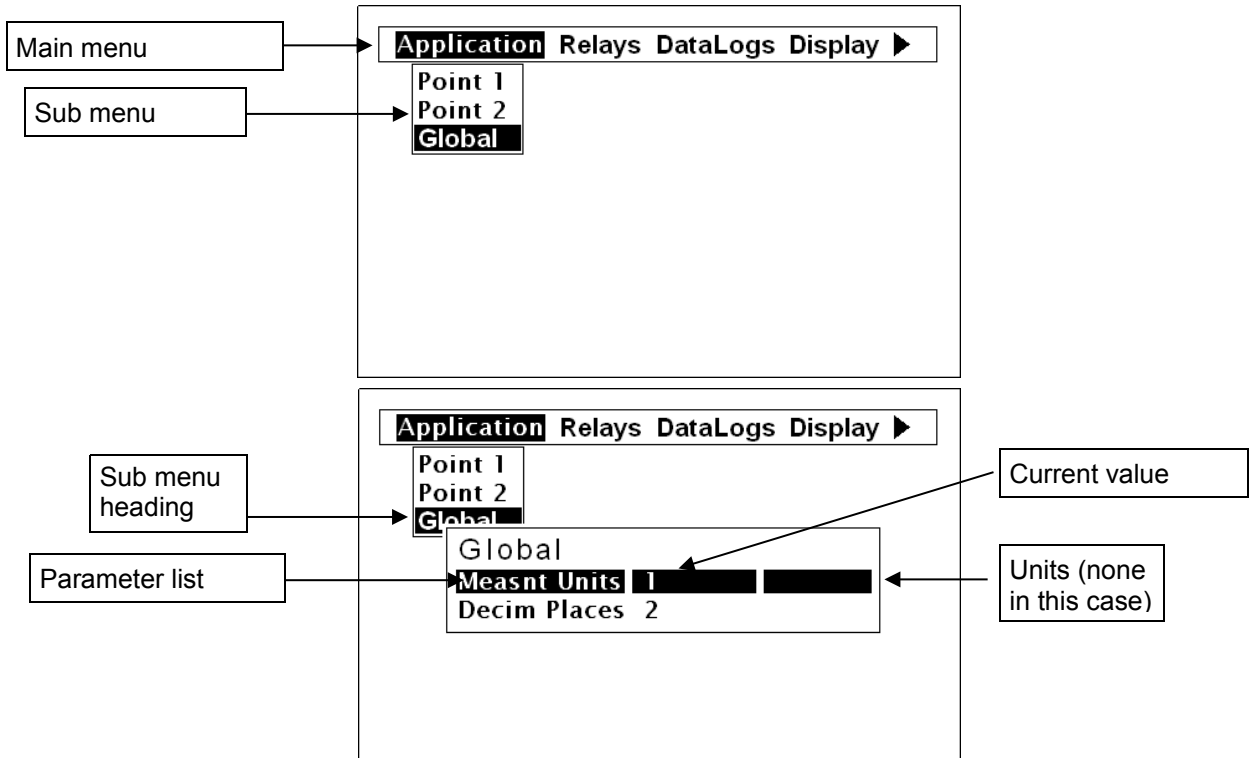 Main menu
Application Relays DataLogs Display ▶
Point 1
Sub menu
Point 2
Global
Application Relays DataLogs Display ▶
Point 1
Sub menu
heading
Point 2
Global
Current value
Global
Parameter list
Measnt Units 1
Units (none
in this case)
Decim Places 2